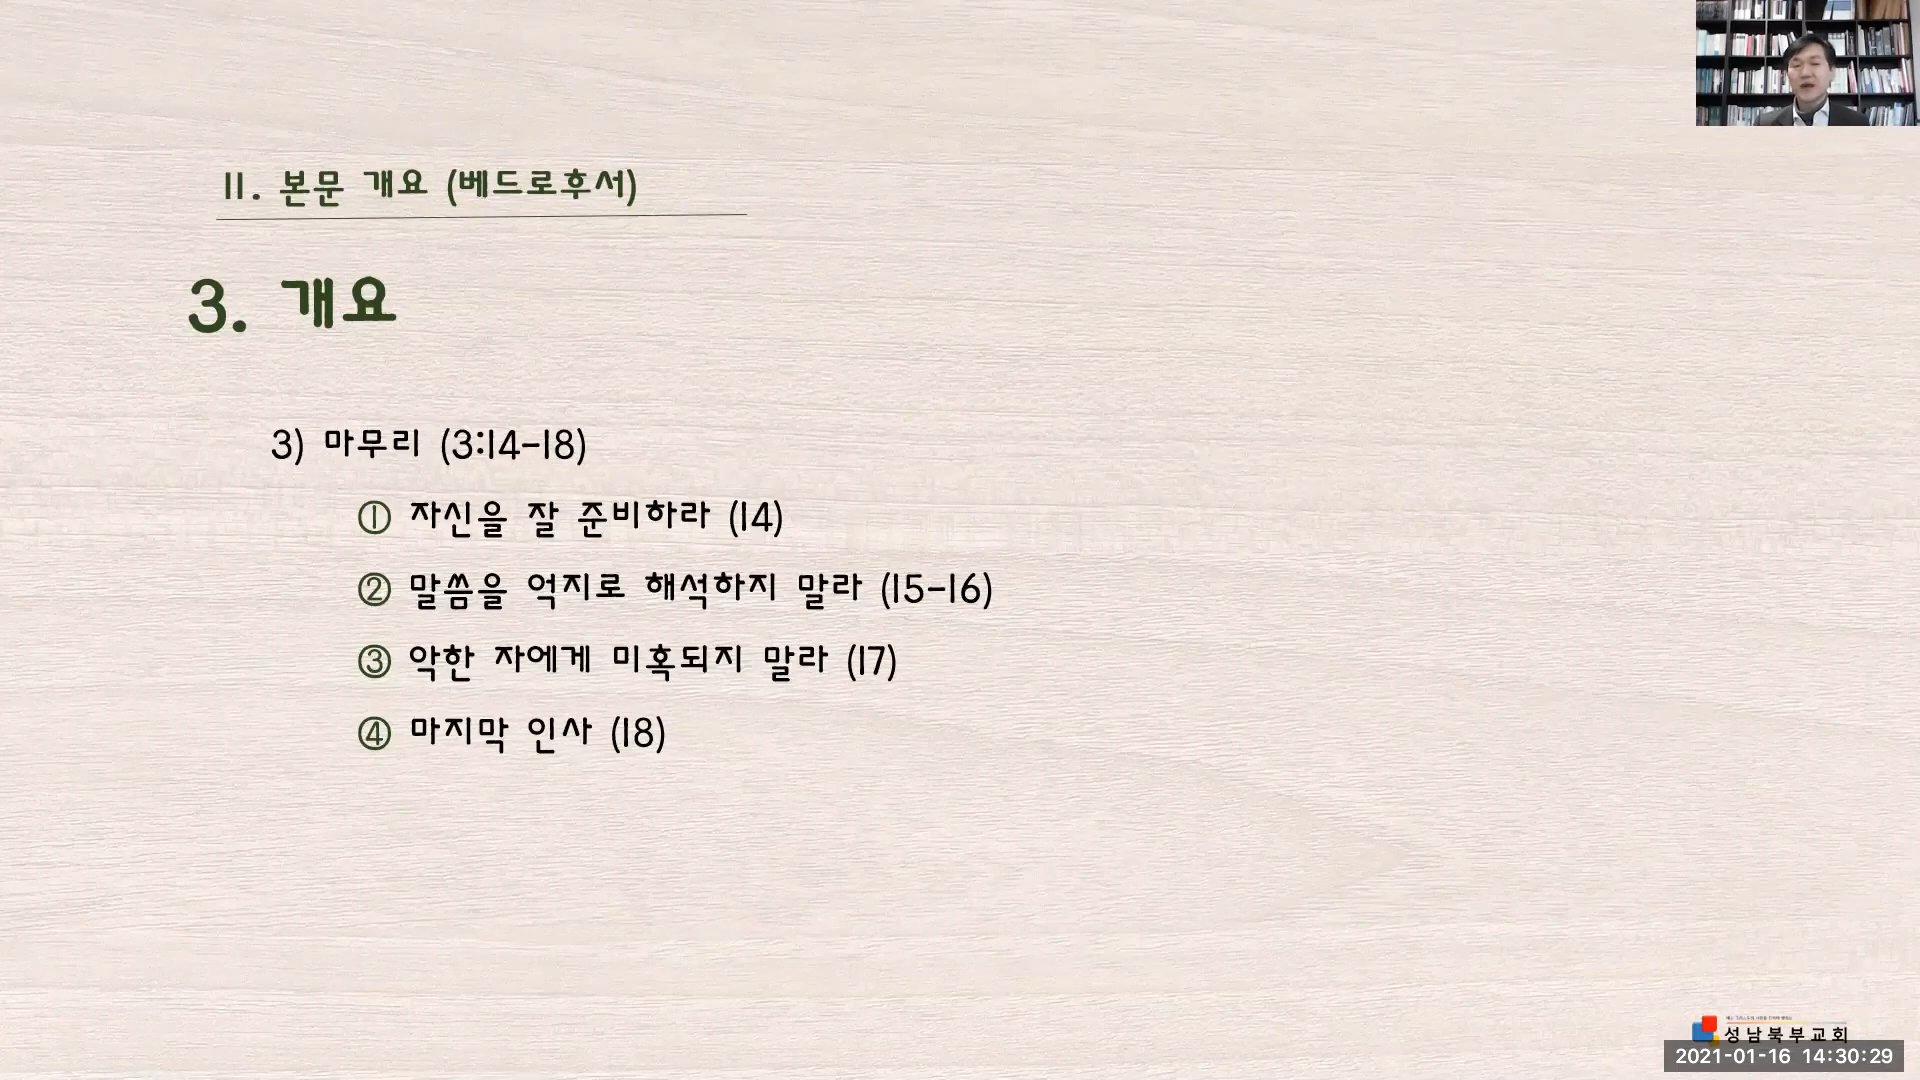 II. 본문 개요 (베드로후서)
3. 개요
3) 마무리 (3:14-18)
① 자신을 잘 준비하라 (14)
② 말씀을 억지로 해석하지 말라 (15-16)
③ 악한 자에게 미혹되지 말라 (17)
④ 마지막 인사 (18)
성남북부교회
2021-01-16 14:30:29